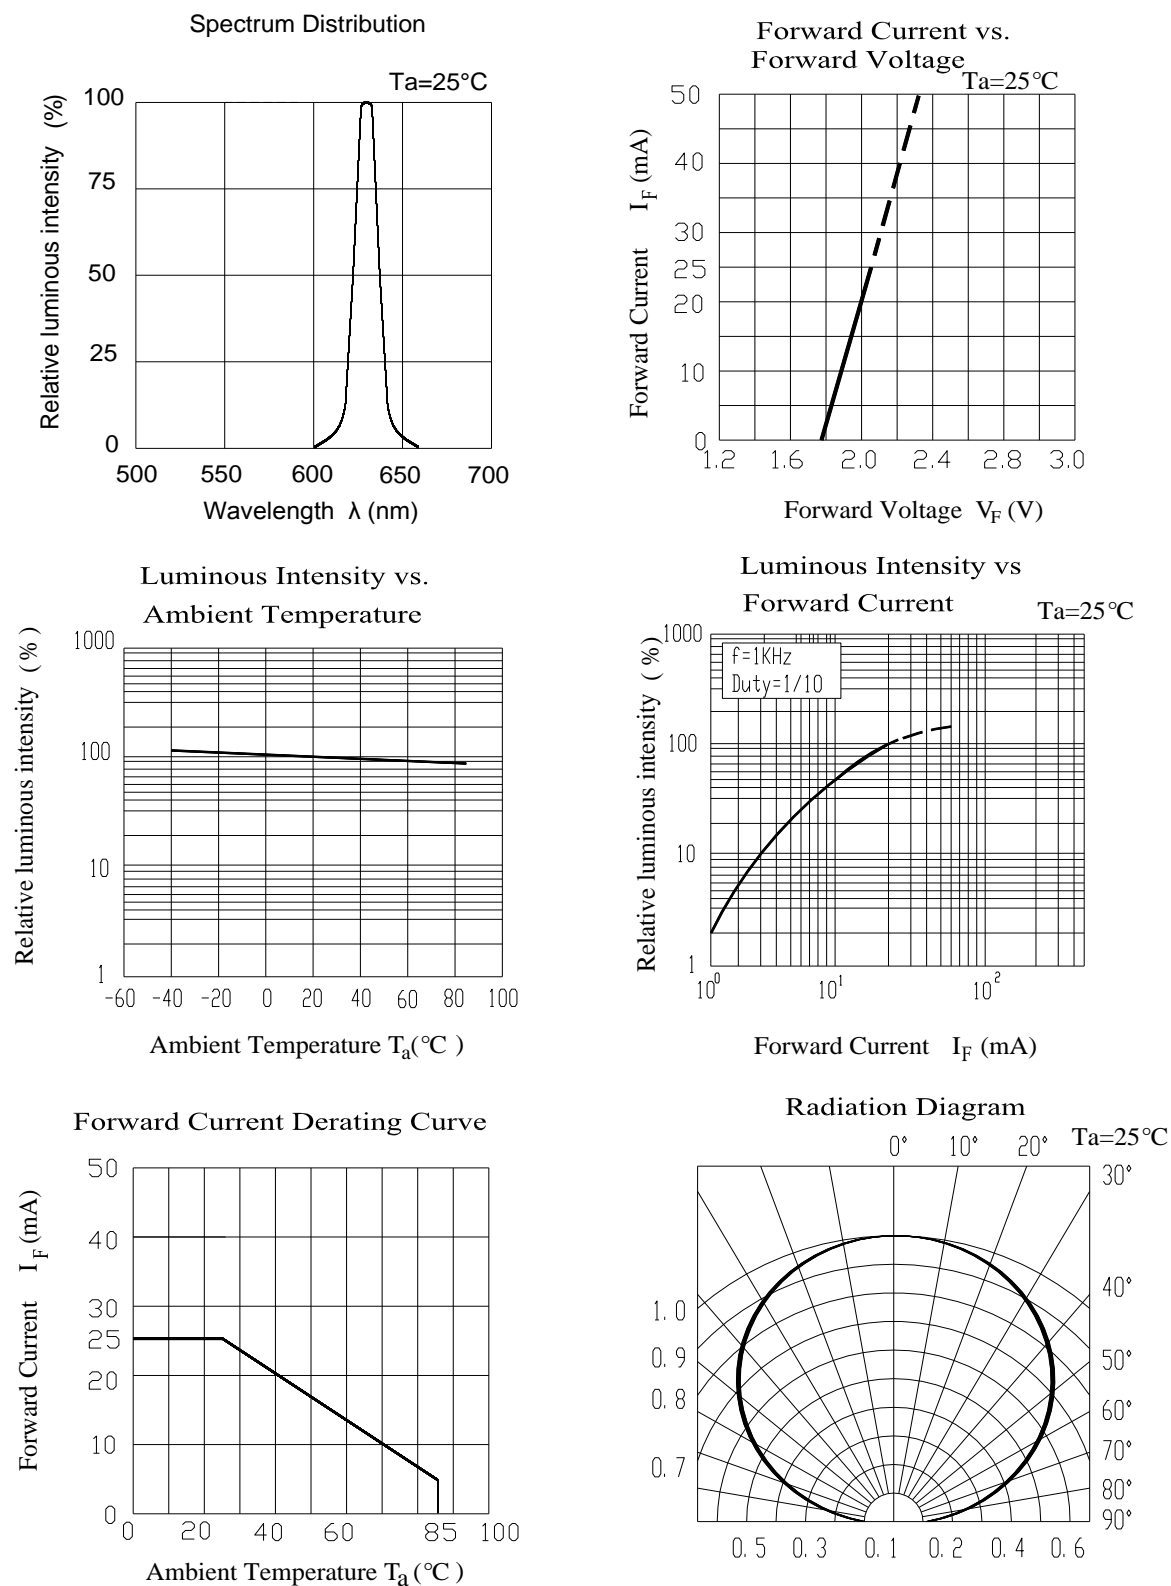 Spectrum Distribution
Ta=25°C
Relative luminous intensity (%)
100
75
50
25
0
500 550 600 650 700
Wavelength λ (nm)
Forward Current vs.
Forward Voltage
Ta=25°C
Forward Current I_F (mA)
50
40
30
25
20
10
0
1.2 1.6 2.0 2.4 2.8 3.0
Forward Voltage V_F (V)
Luminous Intensity vs.
Ambient Temperature
Relative luminous intensity ( %)
1000
100
10
1
-60 -40 -20 0 20 40 60 80 100
Ambient Temperature T_a(°C )
Luminous Intensity vs
Forward Current
Ta=25°C
f=1KHz
Duty=1/10
Relative luminous intensity ( %)
1000
100
10
1
10⁰ 10¹ 10²
Forward Current I_F (mA)
Forward Current Derating Curve
Forward Current I_F (mA)
50
40
30
25
20
10
0
0 20 40 60 85 100
Ambient Temperature T_a (°C )
Radiation Diagram
Ta=25°C
0° 10° 20°
30°
40°
50°
60°
70°
80°
90°
1.0
0.9
0.8
0.7
0.5 0.3 0.1 0.2 0.4 0.6